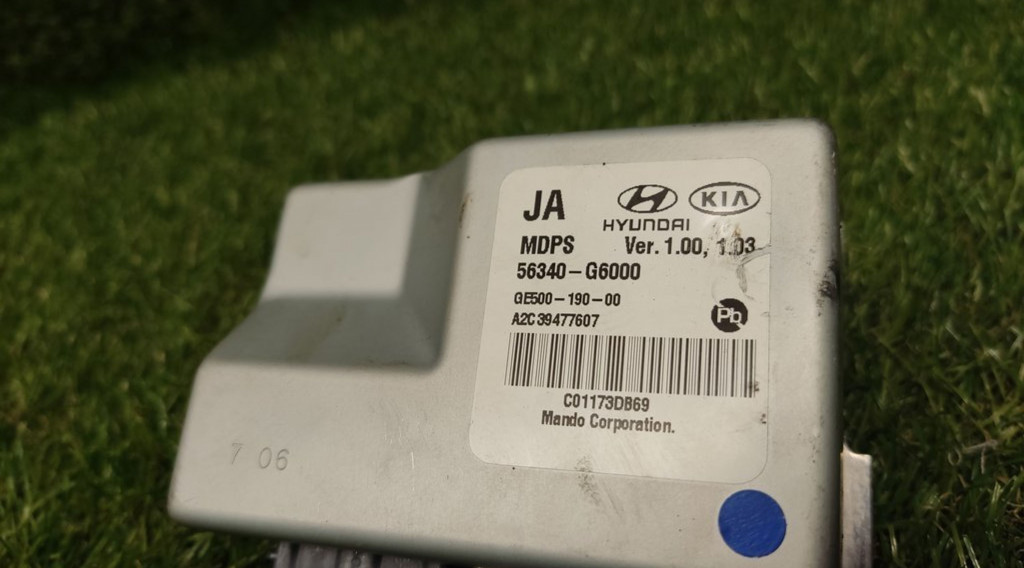 JA
HYUNDAI
KIA
MDPS Ver. 1.00, 1.03
56340-G6000
GE500-190-00
A2C39477607
Pb
C01173DB69
Mando Corporation.
7 06